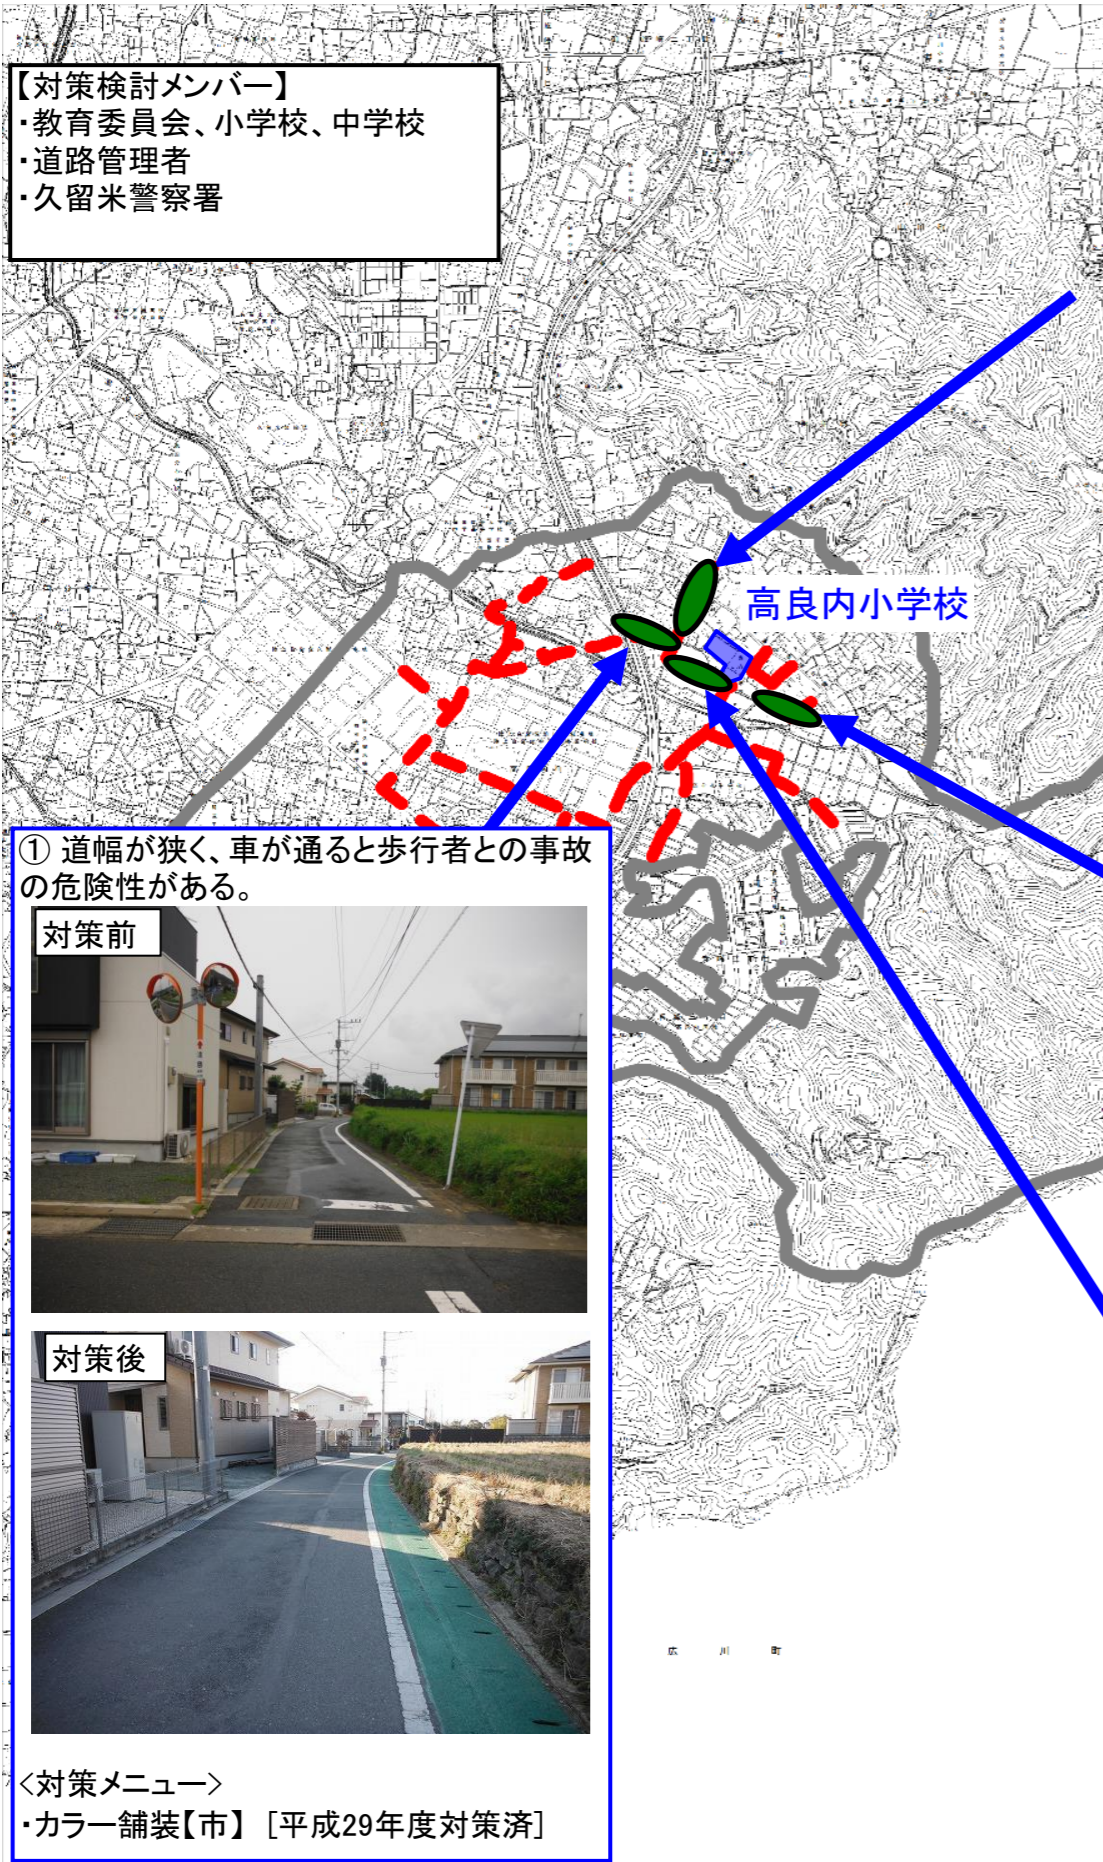 【対策検討メンバー】
・教育委員会、小学校、中学校
・道路管理者
・久留米警察署
高良内小学校
① 道幅が狭く、車が通ると歩行者との事故
の危険性がある。
対策前
対策後
広 川 町
<対策メニュー>
・カラー舗装【市】 [平成29年度対策済]